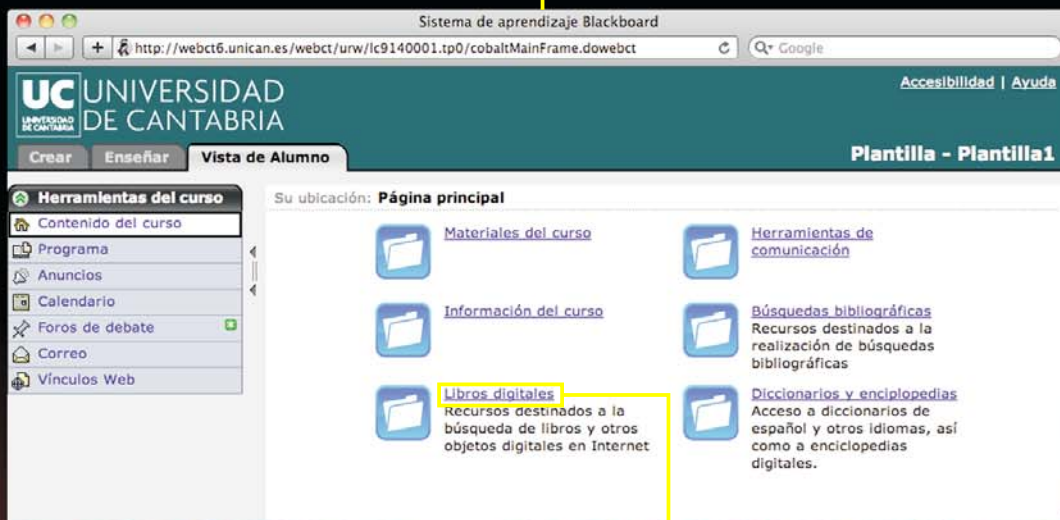 Sistema de aprendizaje Blackboard
http://webct6.unican.es/webct/urw/lc9140001.tp0/cobaltMainFrame.dowebct
Google
UC UNIVERSIDAD
DE CANTABRIA
UNIVERSIDAD
DE CANTABRIA
Accesibilidad | Ayuda
Crear
Enseñar
Vista de Alumno
Plantilla - Plantilla1
Herramientas del curso
Contenido del curso
Programa
Anuncios
Calendario
Foros de debate
Correo
Vínculos Web
Su ubicación: Página principal
Materiales del curso
Herramientas de
comunicación
Información del curso
Búsquedas bibliográficas
Recursos destinados a la
realización de búsquedas
bibliográficas
Libros digitales
Recursos destinados a la
búsqueda de libros y otros
objetos digitales en Internet
Diccionarios y enciplopedias
Acceso a diccionarios de
español y otros idiomas, así
como a enciclopedias
digitales.